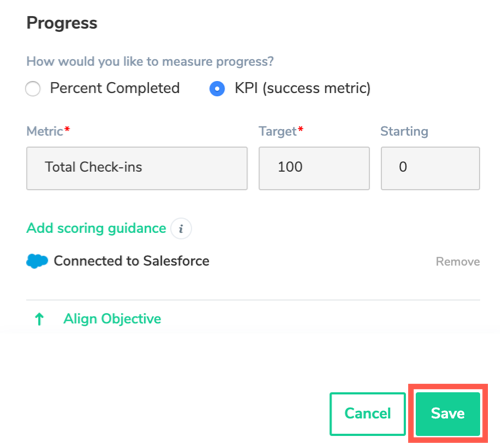 Progress
How would you like to measure progress?
Percent Completed KPI (success metric)
Metric* Target* Starting
Total Check-ins 100 0
Add scoring guidance i
Connected to Salesforce Remove
↑ Align Objective
Cancel Save